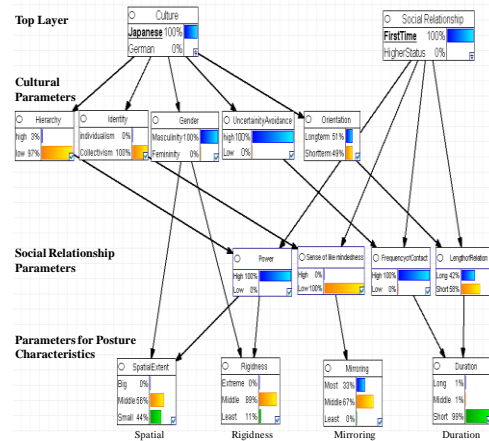 Top Layer
Culture
Japanese 100%
German 0%
Social Relationship
FirstTime 100%
HigherStatus 0%
Cultural
Parameters
Hierarchy
high 3%
low 97%
Identity
Individualism 0%
Collectivism 100%
Gender
Masculinity 100%
Femininity 0%
UncertaintyAvoidance
high 100%
Low 0%
Orientation
Longterm 51%
Shortterm 49%
Social Relationship
Parameters
Power
High 100%
Low 0%
Sense of like mindedness
High 0%
Low 100%
FrequencyofContact
High 100%
Low 0%
LengthofRelation
Long 42%
Short 58%
Parameters for Posture
Characteristics
SpatialExtent
Big 0%
Middle 56%
Small 44%
Rigidness
Extreme 0%
Middle 89%
Least 11%
Mirroring
Most 33%
Middle 67%
Least 0%
Duration
Long 1%
Middle 1%
Short 99%
Spatial
Rigidness
Mirroring
Duration